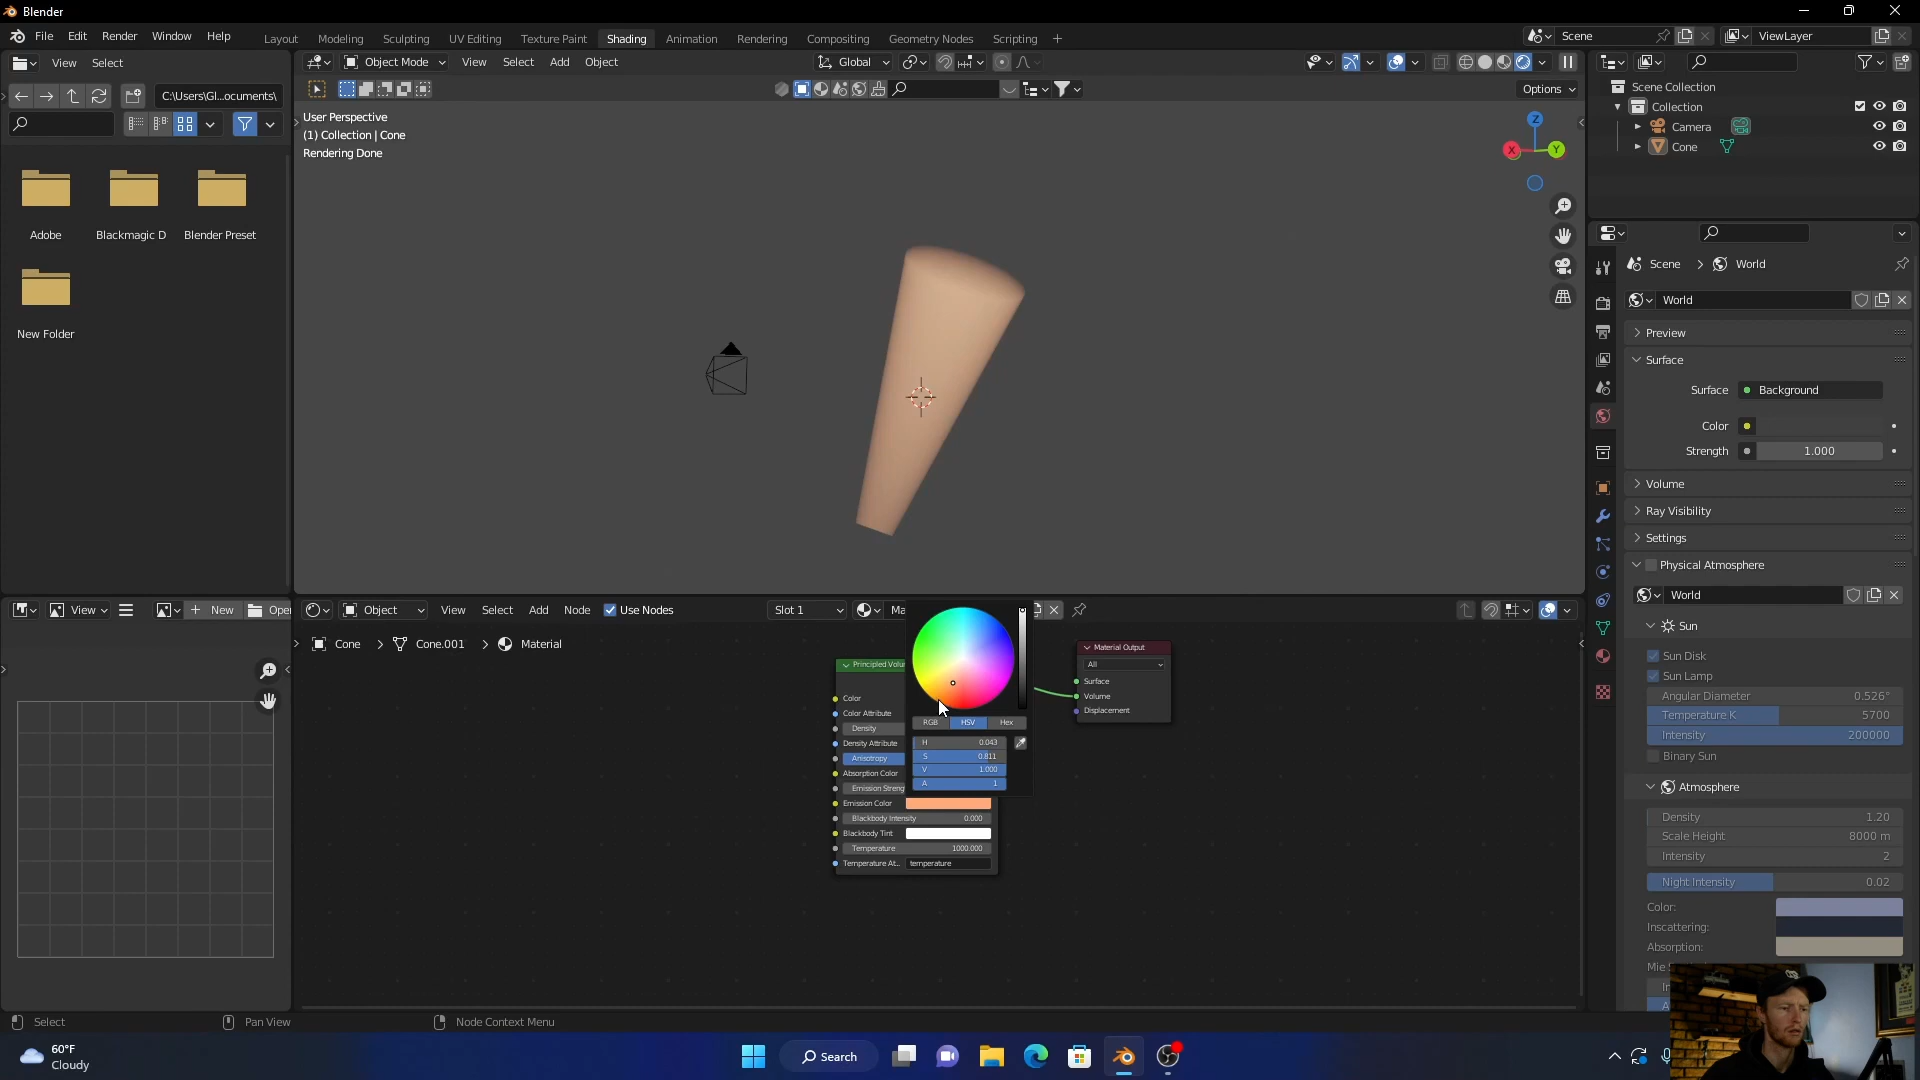 Blender
File Edit Render Window Help
Layout Modeling Sculpting UV Editing Texture Paint Shading Animation Rendering Compositing Geometry Nodes Scripting +
Scene
ViewLayer
View Select
Object Mode View Select Add Object
Global
C:\Users\Gl...ocuments\
Options
User Perspective
(1) Collection | Cone
Rendering Done
Z
X
Y
Adobe
Blackmagic D
Blender Preset
New Folder
Scene Collection
Collection
Camera
Cone
Scene > World
World
Preview
Surface
Surface Background
Color
Strength 1.000
Volume
Ray Visibility
Settings
Physical Atmosphere
World
Sun
Sun Disk
Sun Lamp
Angular Diameter 0.526°
Temperature K 5700
Intensity 200000
Binary Sun
Atmosphere
Density 1.20
Scale Height 8000 m
Intensity 2
Night Intensity 0.02
Color:
Inscattering:
Absorption:
Mie
View
New
Open
Object View Select Add Node Use Nodes
Slot 1
Ma
Cone > Cone.001 > Material
Principled Volu
Color
Color Attribute
Density
Density Attribute
Anisotropy
Absorption Color
Emission Streng
Emission Color
Blackbody Intensity 0.000
Blackbody Tint
Temperature 1000.000
Temperature At.. temperature
RGB HSV Hex
H 0.043
S 0.811
V 1.000
A 1
Material Output
All
Surface
Volume
Displacement
Select
Pan View
Node Context Menu
60°F
Cloudy
Search